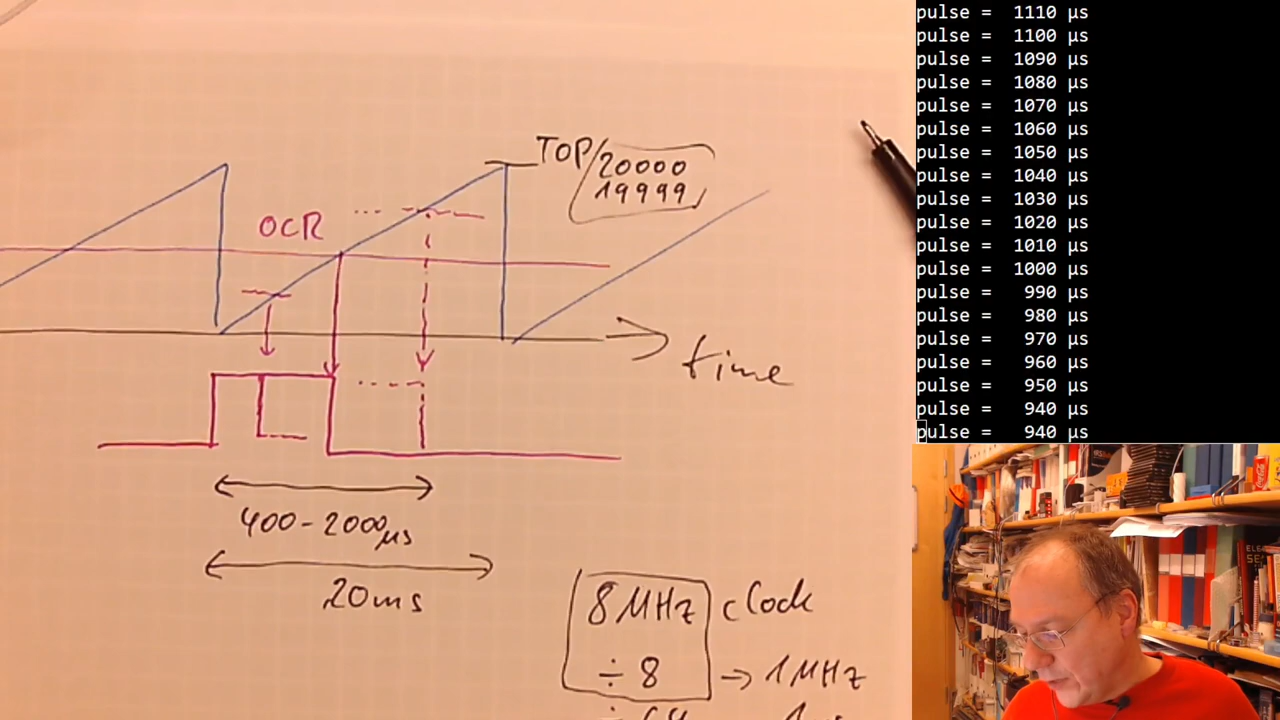 TOP/20000
19999
OCR
time
400-2000µs
20ms
8MHz clock
÷8 → 1MHz
pulse = 1110 µs
pulse = 1100 µs
pulse = 1090 µs
pulse = 1080 µs
pulse = 1070 µs
pulse = 1060 µs
pulse = 1050 µs
pulse = 1040 µs
pulse = 1030 µs
pulse = 1020 µs
pulse = 1010 µs
pulse = 1000 µs
pulse = 990 µs
pulse = 980 µs
pulse = 970 µs
pulse = 960 µs
pulse = 950 µs
pulse = 940 µs
pulse = 940 µs